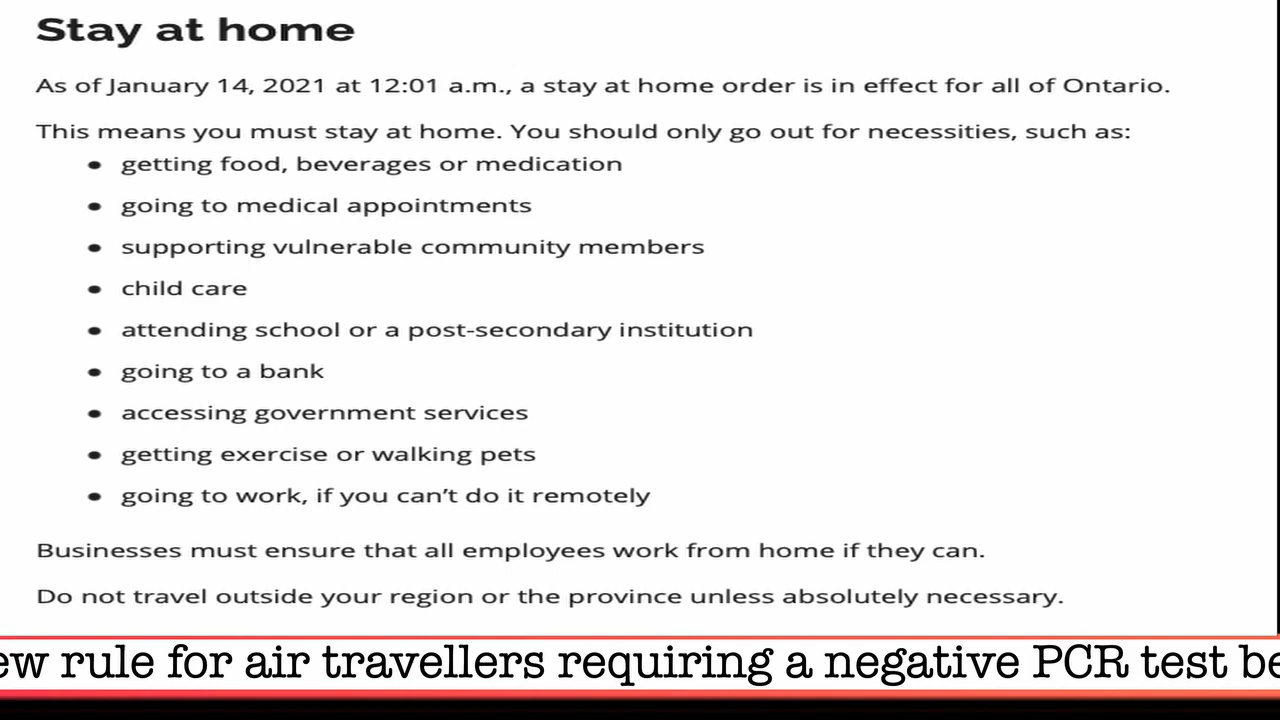 Stay at home
As of January 14, 2021 at 12:01 a.m., a stay at home order is in effect for all of Ontario.
This means you must stay at home. You should only go out for necessities, such as:
• getting food, beverages or medication
• going to medical appointments
• supporting vulnerable community members
• child care
• attending school or a post-secondary institution
• going to a bank
• accessing government services
• getting exercise or walking pets
• going to work, if you can’t do it remotely
Businesses must ensure that all employees work from home if they can.
Do not travel outside your region or the province unless absolutely necessary.
rule for air travellers requiring a negative PCR test